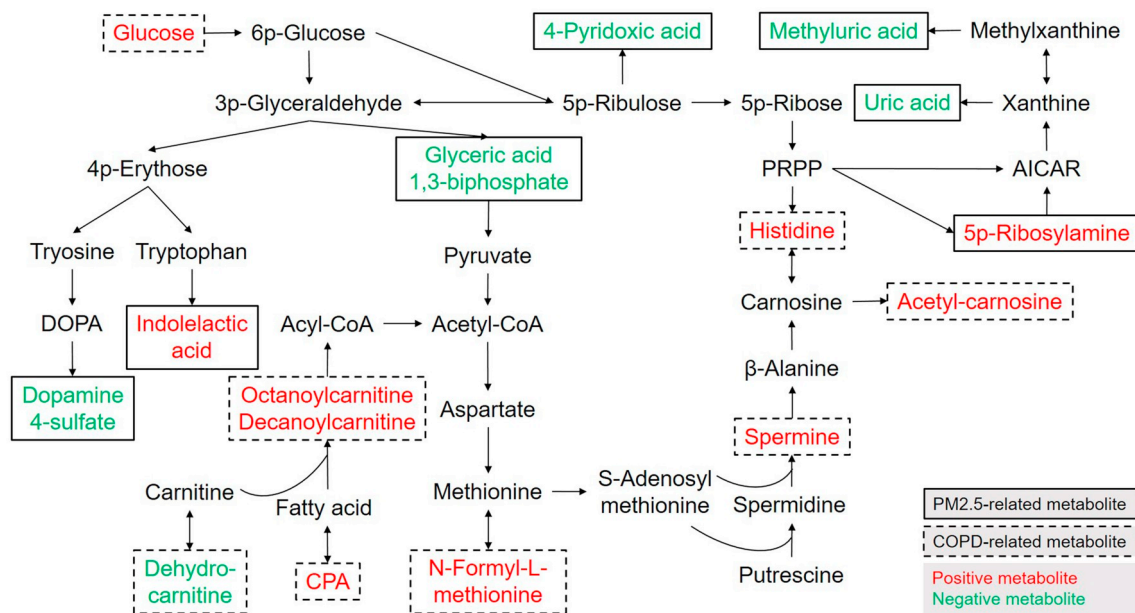 Glucose
6p-Glucose
4-Pyridoxic acid
Methyluric acid
Methylxanthine
3p-Glyceraldehyde
5p-Ribulose
5p-Ribose
Uric acid
Xanthine
4p-Erythose
Glyceric acid
1,3-biphosphate
PRPP
AICAR
Tryosine
Tryptophan
Pyruvate
Histidine
5p-Ribosylamine
DOPA
Indolelactic
acid
Acyl-CoA
Acetyl-CoA
Carnosine
Acetyl-carnosine
β-Alanine
Dopamine
4-sulfate
Octanoylcarnitine
Decanoylcarnitine
Aspartate
Spermine
Carnitine
Fatty acid
Methionine
S-Adenosyl
methionine
Spermidine
PM2.5-related metabolite
COPD-related metabolite
Dehydro-
carnitine
CPA
N-Formyl-L-
methionine
Putrescine
Positive metabolite
Negative metabolite